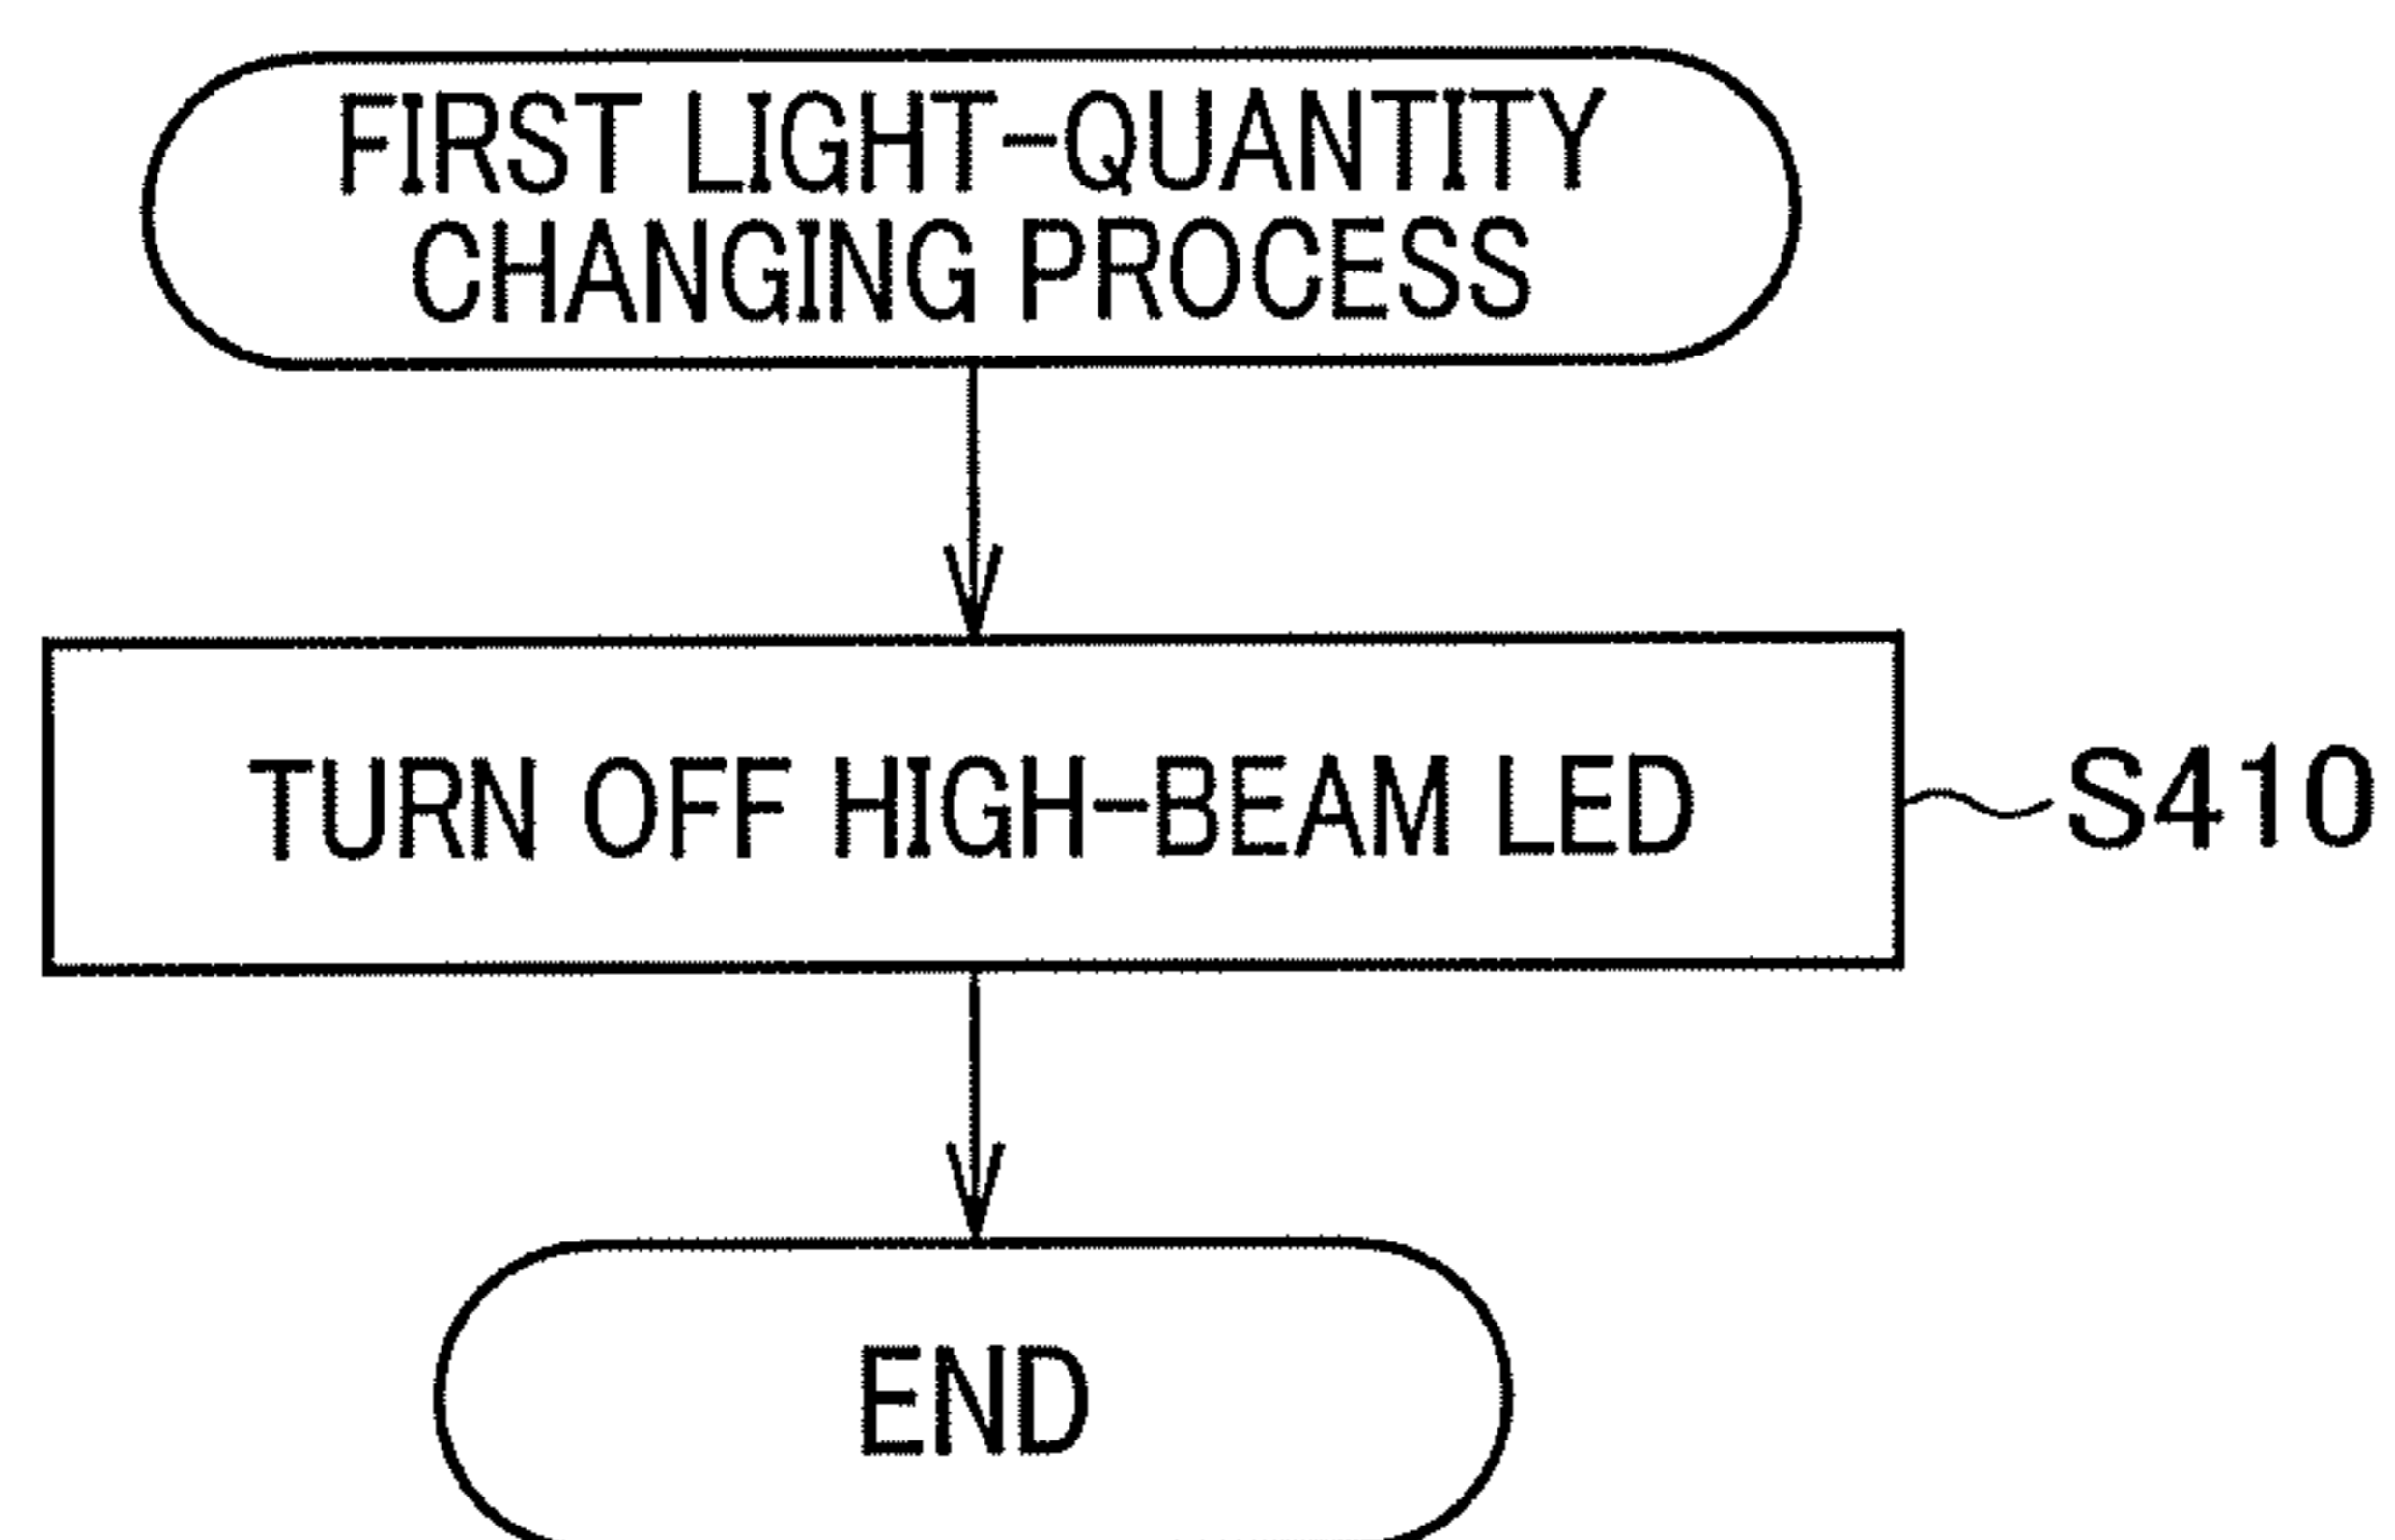 FIRST LIGHT-QUANTITY
CHANGING PROCESS
TURN OFF HIGH-BEAM LED
S410
END